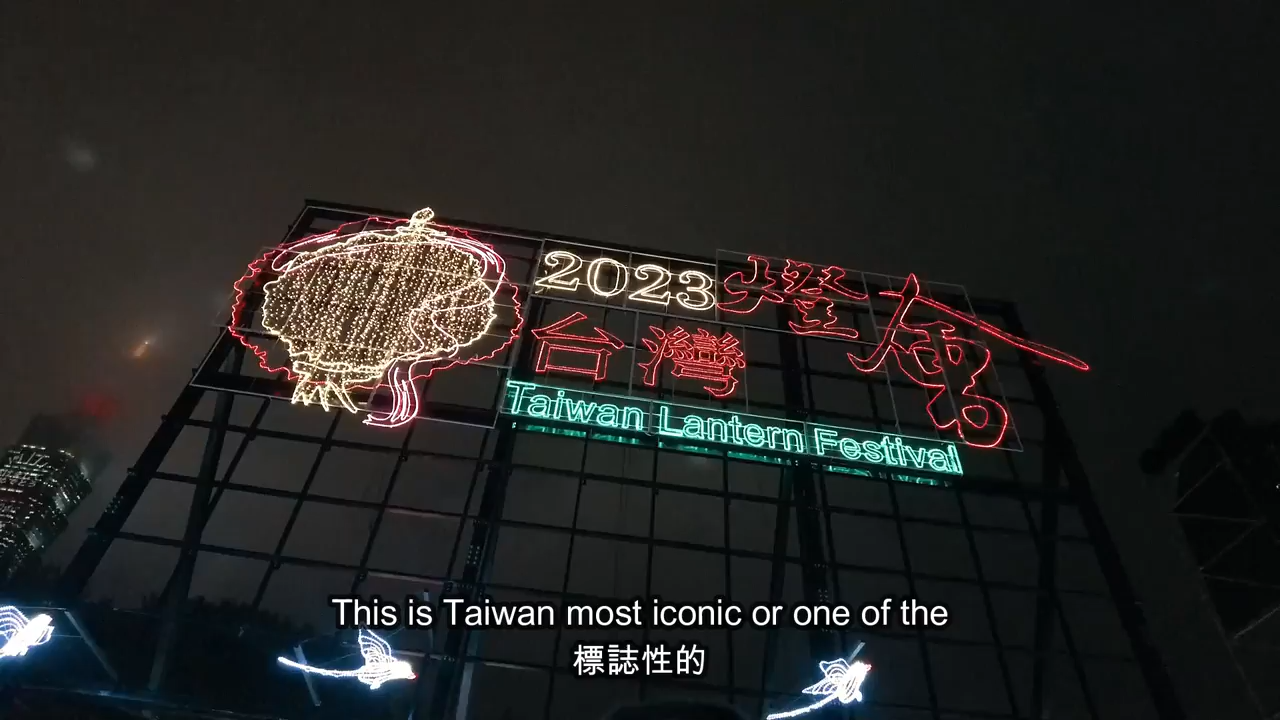 2023
台灣
燈會
Taiwan Lantern Festival
This is Taiwan most iconic or one of the
標誌性的